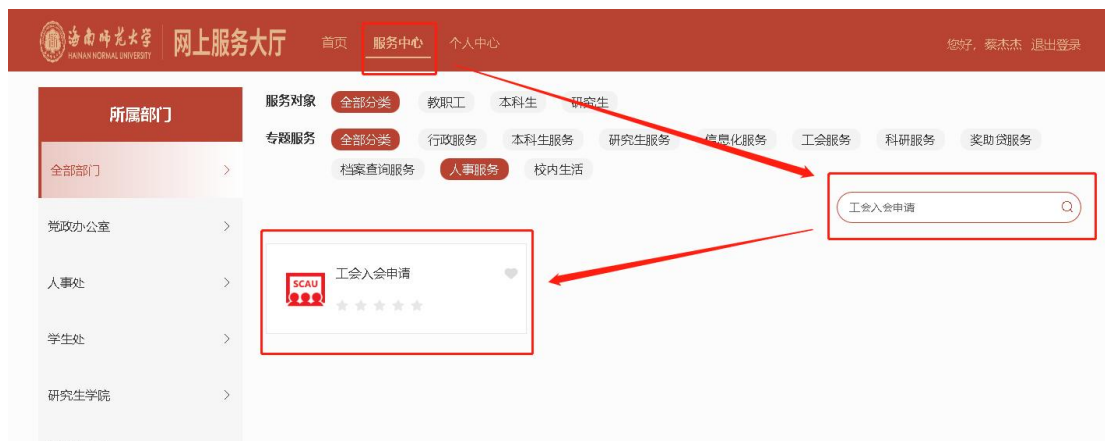 海南师范大学 网上服务大厅 首页 服务中心 个人中心 您好，蔡杰杰 退出登录
HAINAN NORMAL UNIVERSITY
所属部门
全部部门
党政办公室
人事处
学生处
研究生学院
服务对象 全部分类 教职工 本科生 研究生
专题服务 全部分类 行政服务 本科生服务 研究生服务 信息化服务 工会服务 科研服务 奖助贷服务
档案查询服务 人事服务 校内生活
工会入会申请
SCAU 工会入会申请